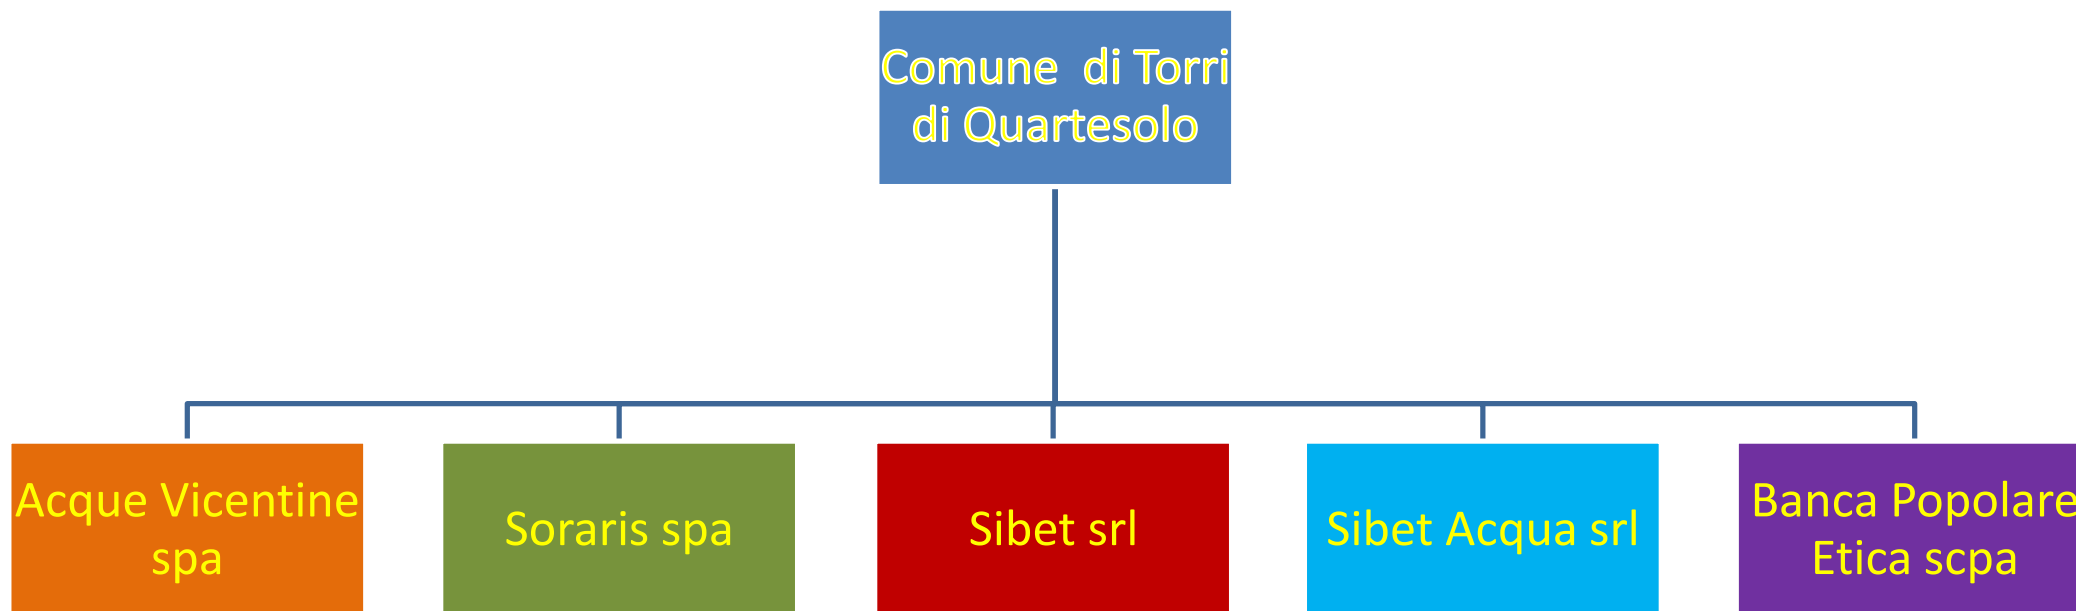 Comune  di Torri
di Quartesolo
Acque Vicentine
spa
Soraris spa
Sibet srl
Sibet Acqua srl
Banca Popolare
Etica scpa